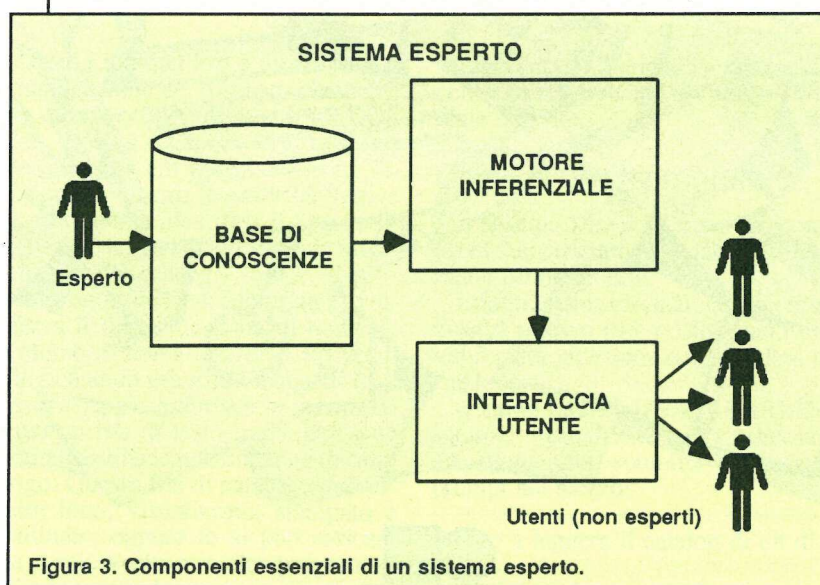 SISTEMA ESPERTO
Esperto
BASE DI
CONOSCENZE
MOTORE
INFERENZIALE
INTERFACCIA
UTENTE
Utenti (non esperti)
Figura 3. Componenti essenziali di un sistema esperto.